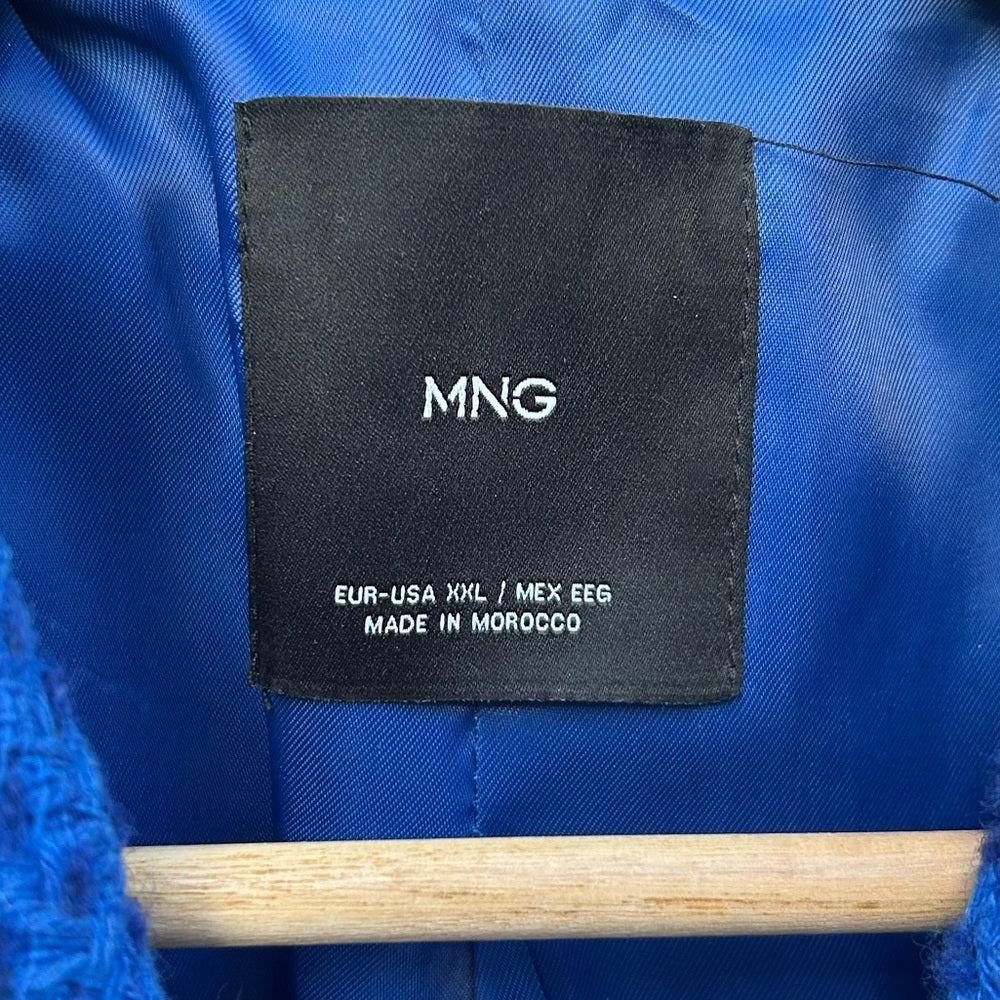 MNG
EUR-USA XXL / MEX EEG
MADE IN MOROCCO